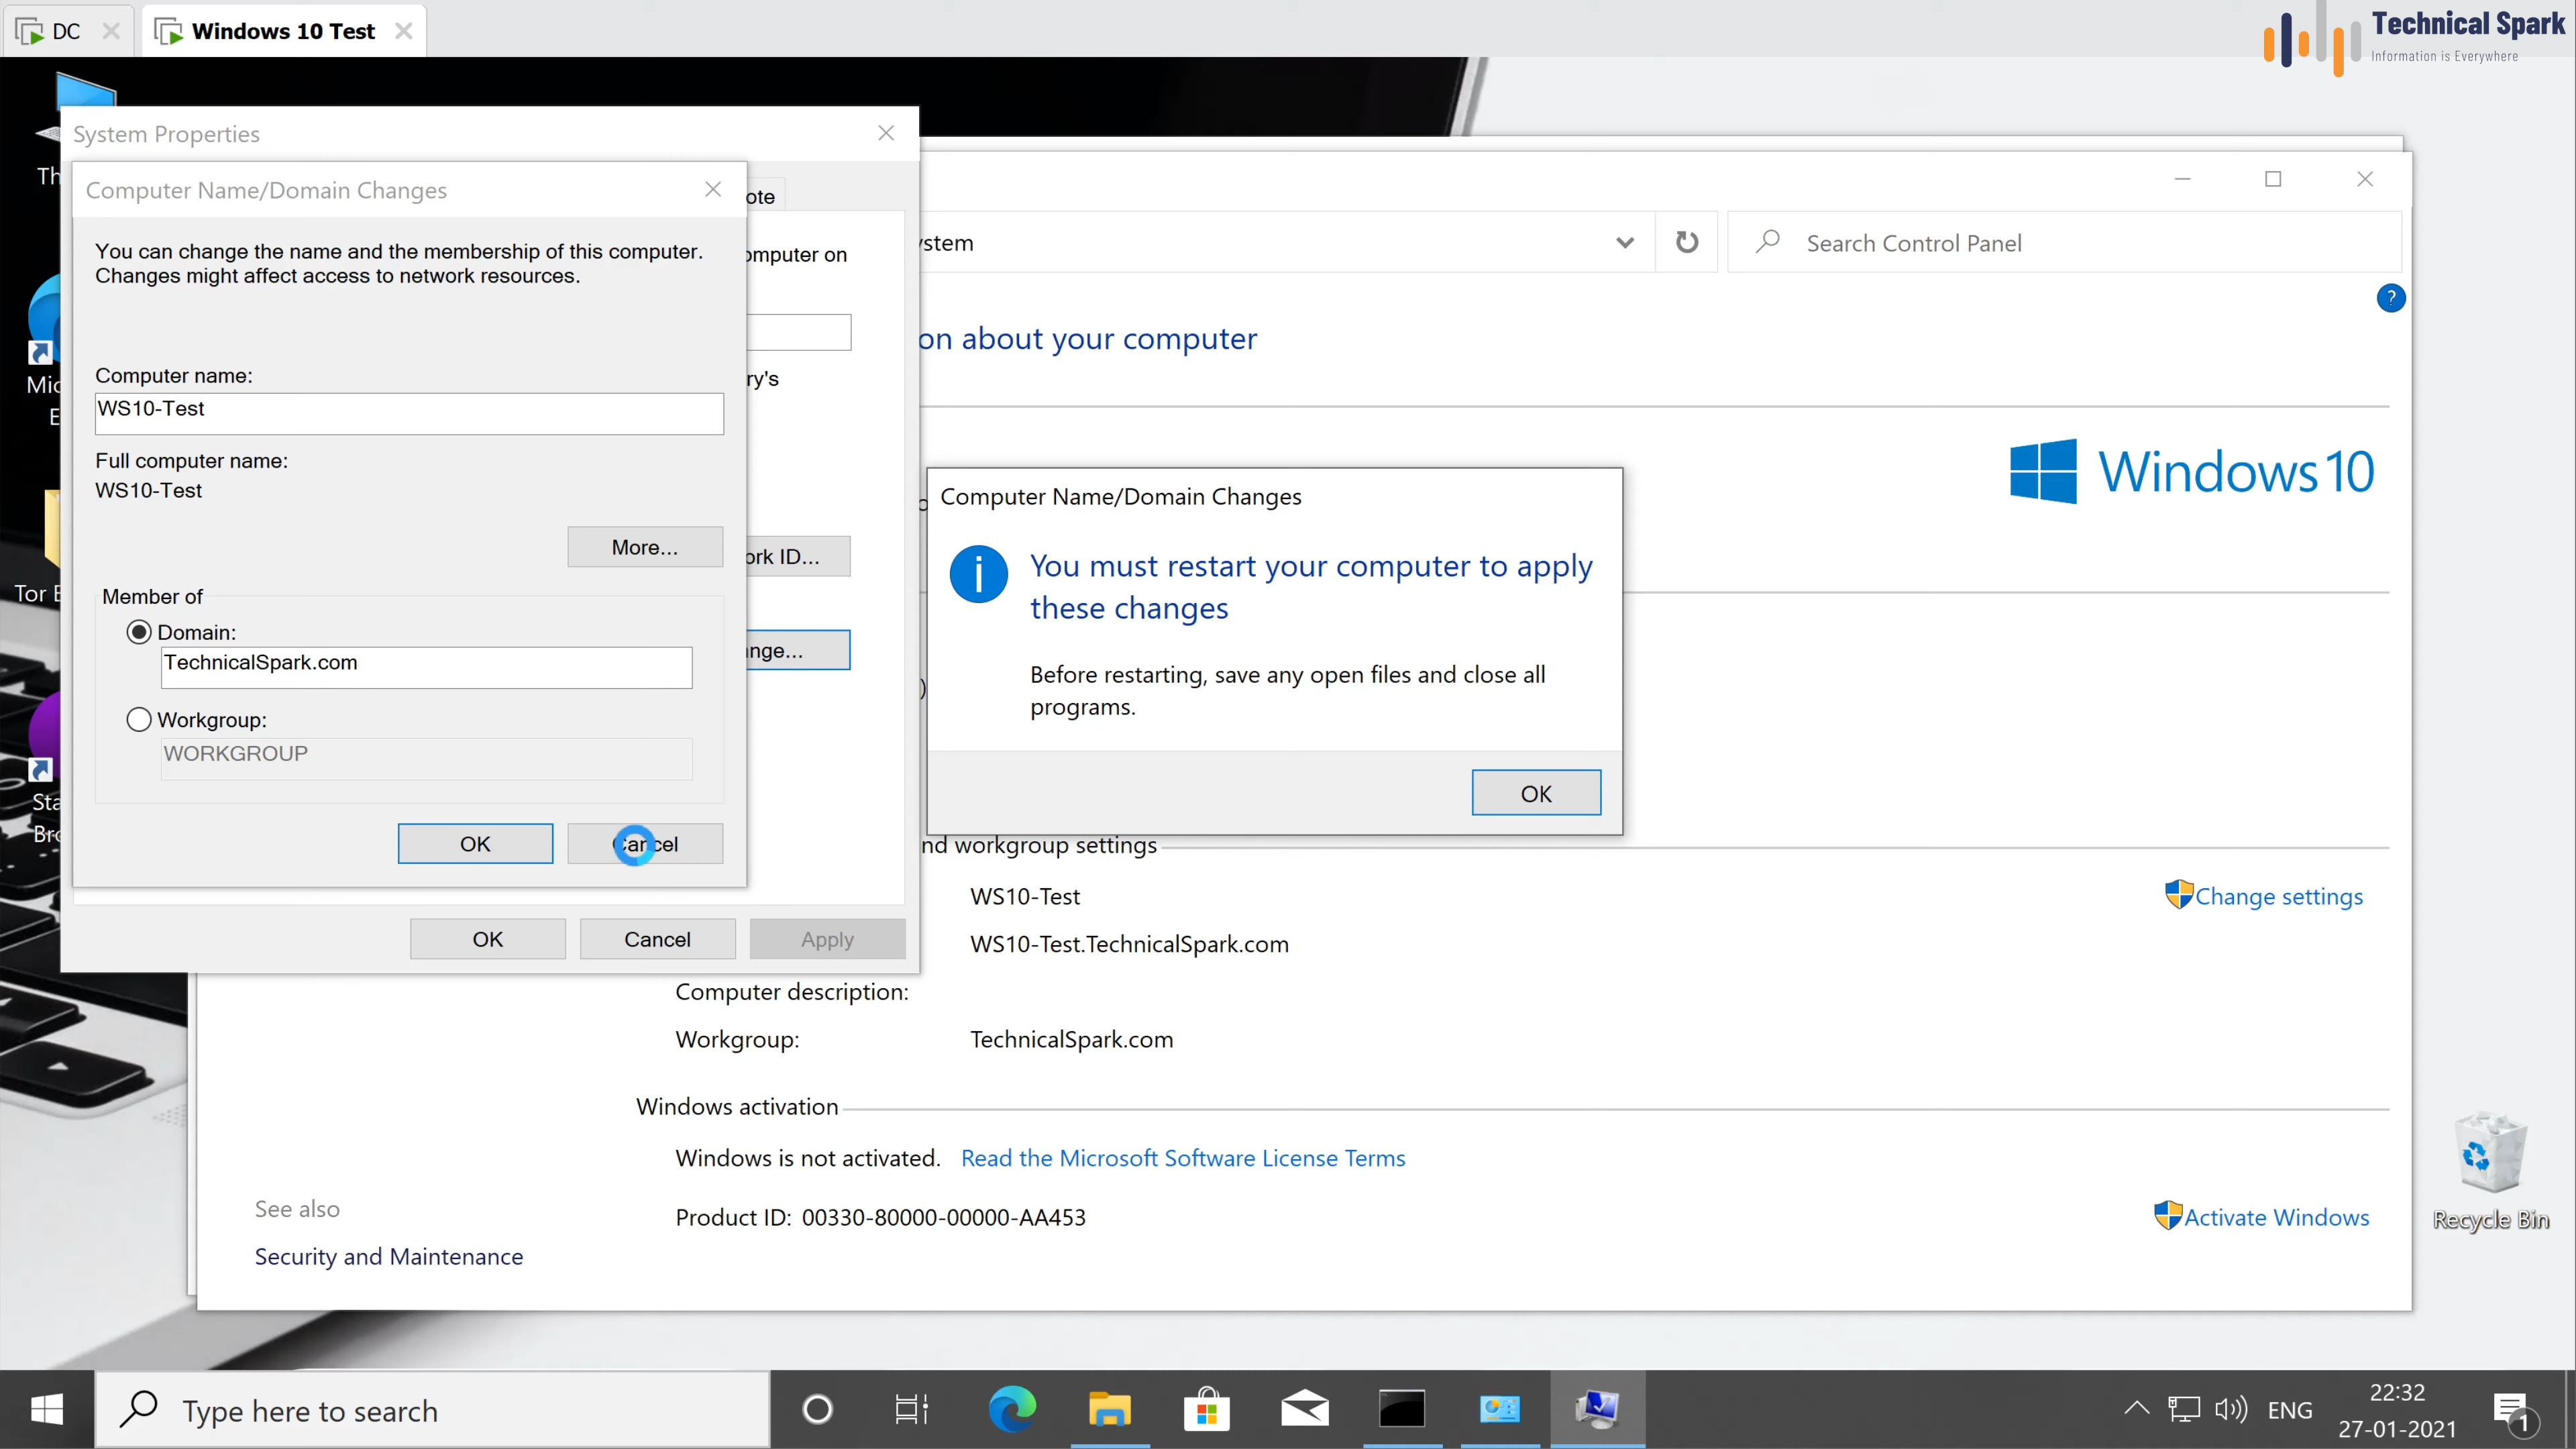 DC
Windows 10 Test
Technical Spark
Information is Everywhere
System Properties
Computer Name/Domain Changes
ote
You can change the name and the membership of this computer.
Changes might affect access to network resources.
omputer on
ystem
Search Control Panel
?
on about your computer
Computer name:
ry's
WS10-Test
Full computer name:
WS10-Test
Windows 10
Computer Name/Domain Changes
More...
ork ID...
You must restart your computer to apply
these changes
Member of
Domain:
TechnicalSpark.com
nge...
Before restarting, save any open files and close all
programs.
Workgroup:
WORKGROUP
OK
OK
Cancel
nd workgroup settings
WS10-Test
Change settings
OK
Cancel
Apply
WS10-Test.TechnicalSpark.com
Computer description:
Workgroup:
TechnicalSpark.com
Windows activation
Windows is not activated.
Read the Microsoft Software License Terms
See also
Product ID: 00330-80000-00000-AA453
Activate Windows
Recycle Bin
Security and Maintenance
Th
Mic
E
Tor B
Sta
Bro
Type here to search
ENG
22:32
27-01-2021
1